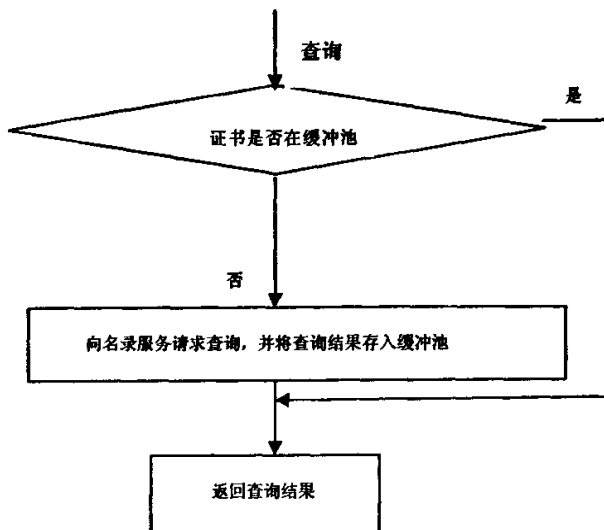 查询
是
证书是否在缓冲池
否
向名录服务请求查询，并将查询结果存入缓冲池
返回查询结果